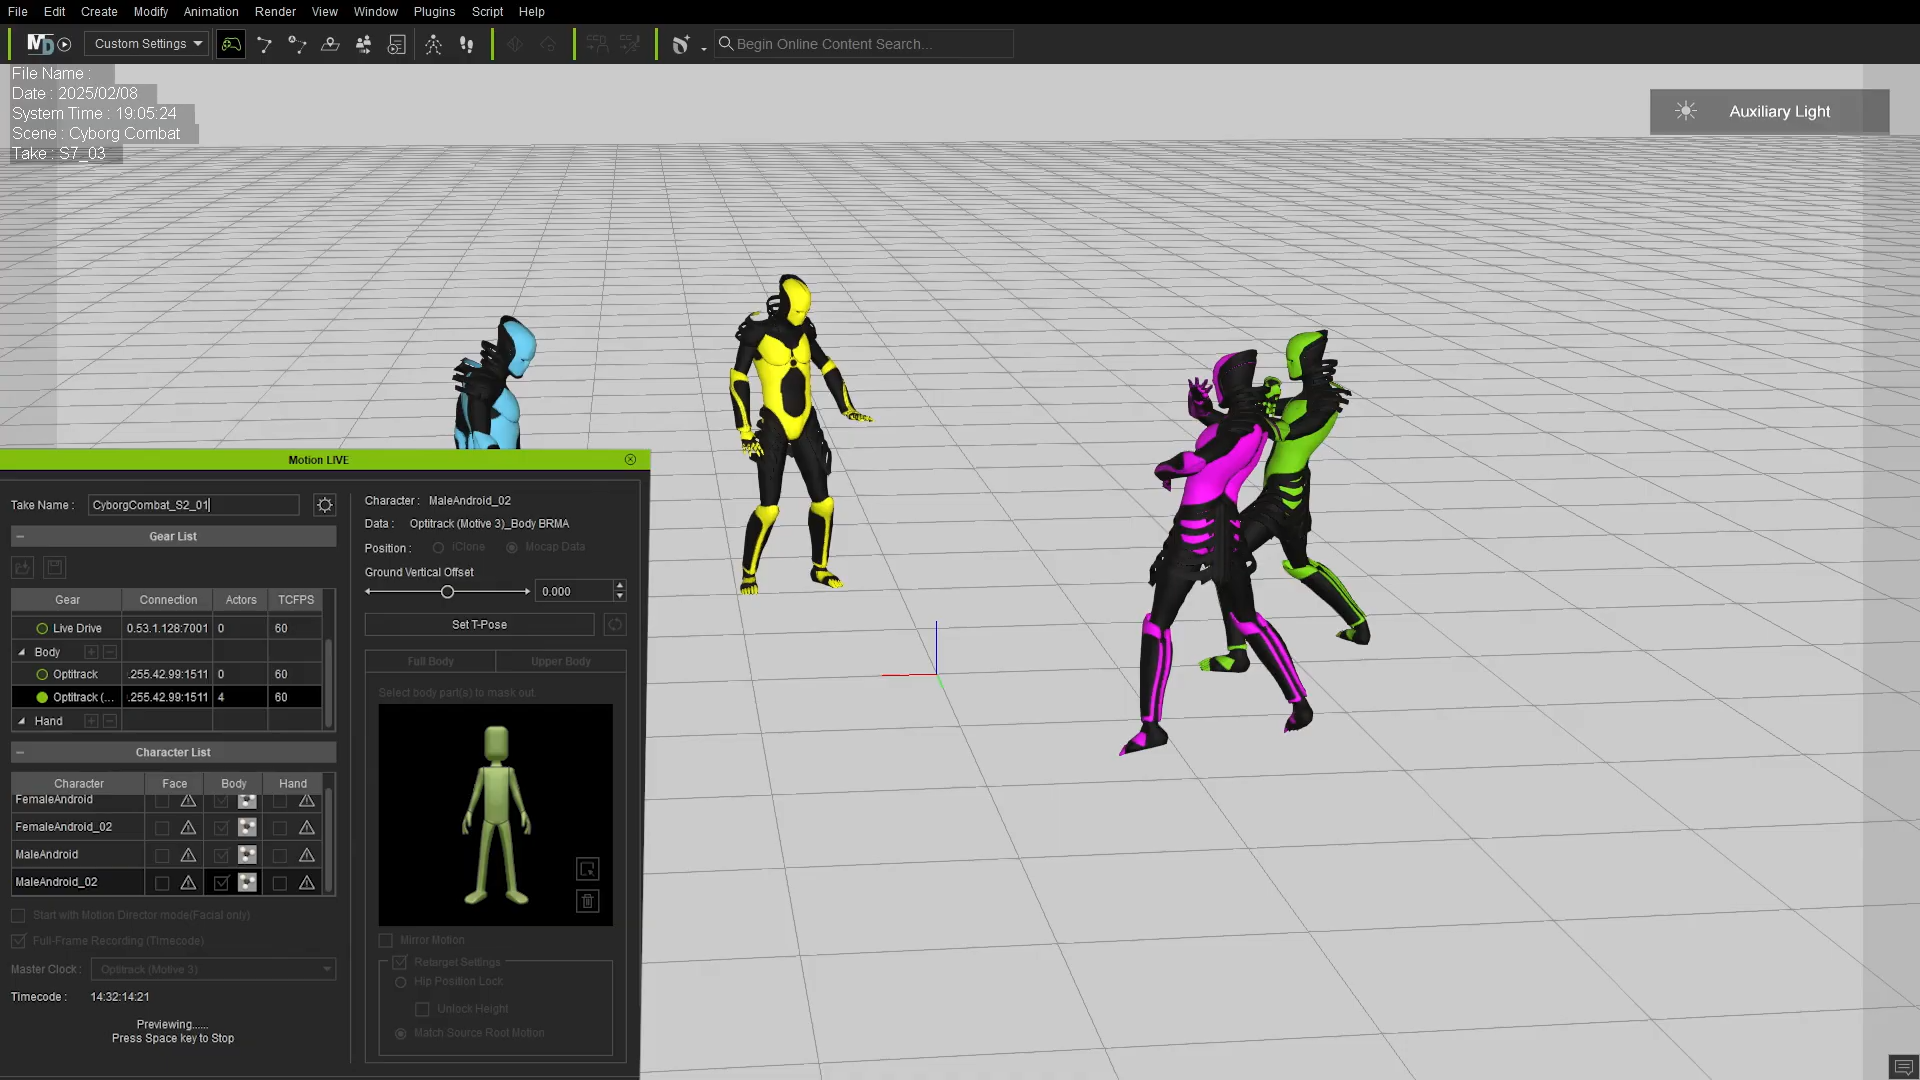 File Edit Create Modify Animation Render View Window Plugins Script Help
MD Custom Settings Begin Online Content Search...
File Name :
Date : 2025/02/08
System Time : 19:05:24
Scene : Cyborg Combat
Take : S7_03
Auxiliary Light
Motion LIVE
Take Name : CyborgCombat_S2_01
Gear List
Gear Connection Actors TCFPS
Live Drive 0.53.1.128:7001 0 60
Body
Optitrack .255.42.99:1511 0 60
Optitrack (... .255.42.99:1511 4 60
Hand
Character List
Character Face Body Hand
FemaleAndroid
FemaleAndroid_02
MaleAndroid
MaleAndroid_02
Start with Motion Director mode(Facial only)
Full-Frame Recording (Timecode)
Master Clock : Optitrack (Motive 3)
Timecode : 14:32:14:21
Previewing......
Press Space key to Stop
Character : MaleAndroid_02
Data : Optitrack (Motive 3)_Body BRMA
Position : iClone Mocap Data
Ground Vertical Offset
0.000
Set T-Pose
Full Body Upper Body
Select body part(s) to mask out.
Mirror Motion
Retarget Settings
Hip Position Lock
Unlock Height
Match Source Root Motion